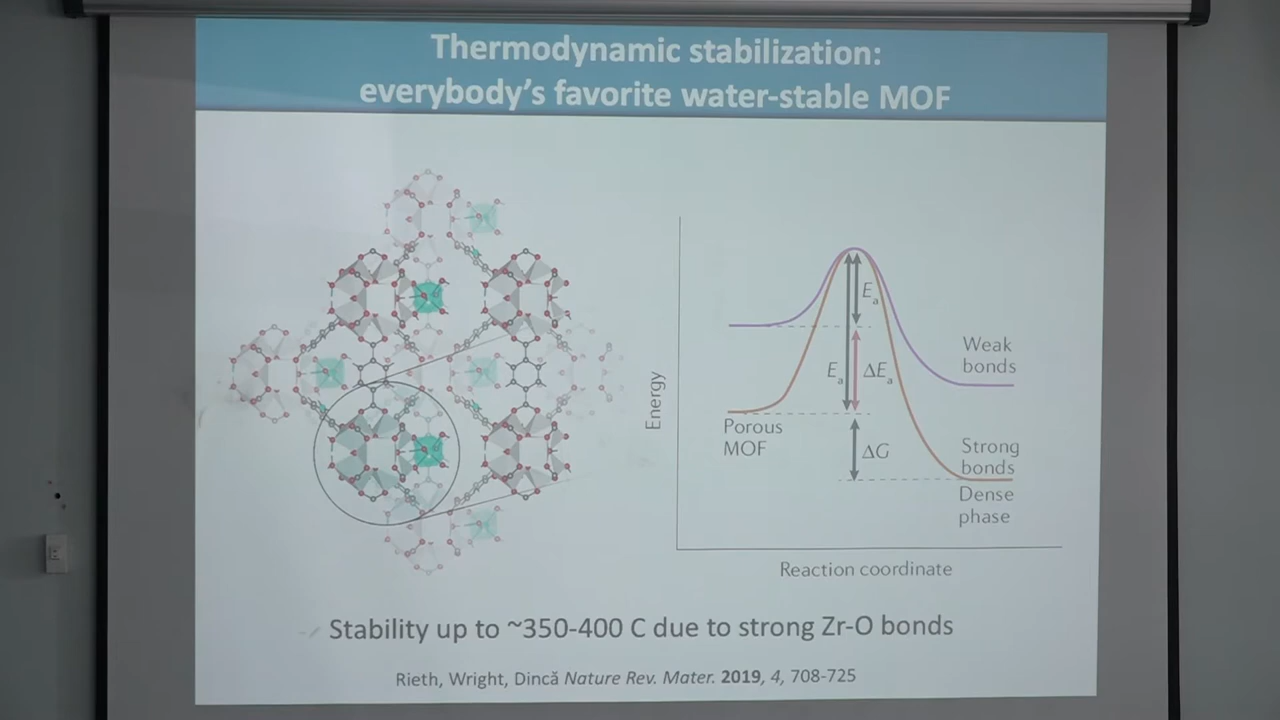 Thermodynamic stabilization:
everybody's favorite water-stable MOF
Energy
Eₐ
Eₐ
ΔEₐ
ΔG
Weak
bonds
Porous
MOF
Strong
bonds
Dense
phase
Reaction coordinate
Stability up to ~350-400 C due to strong Zr-O bonds
Rieth, Wright, Dincă Nature Rev. Mater. 2019, 4, 708-725